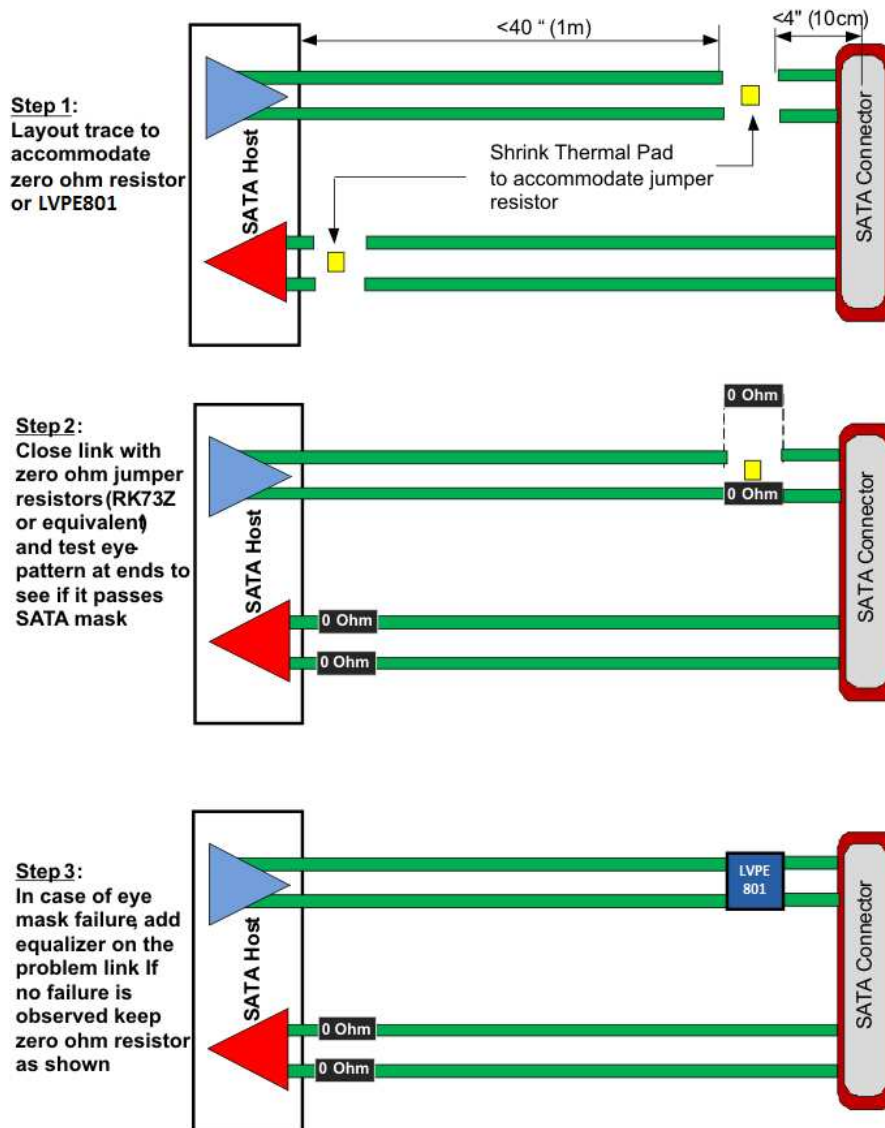 <40 “ (1m)
<4" (10cm)
Step 1:
Layout trace to
accommodate
zero ohm resistor
or LVPE801
SATA Host
Shrink Thermal Pad
to accommodate jumper
resistor
SATA Connector
Step 2:
Close link with
zero ohm jumper
resistors (RK73Z
or equivalent)
and test eye-
pattern at ends to
see if it passes
SATA mask
SATA Host
0 Ohm
0 Ohm
0 Ohm
0 Ohm
SATA Connector
Step 3:
In case of eye
mask failure, add
equalizer on the
problem link If
no failure is
observed keep
zero ohm resistor
as shown
SATA Host
LVPE
801
0 Ohm
0 Ohm
SATA Connector